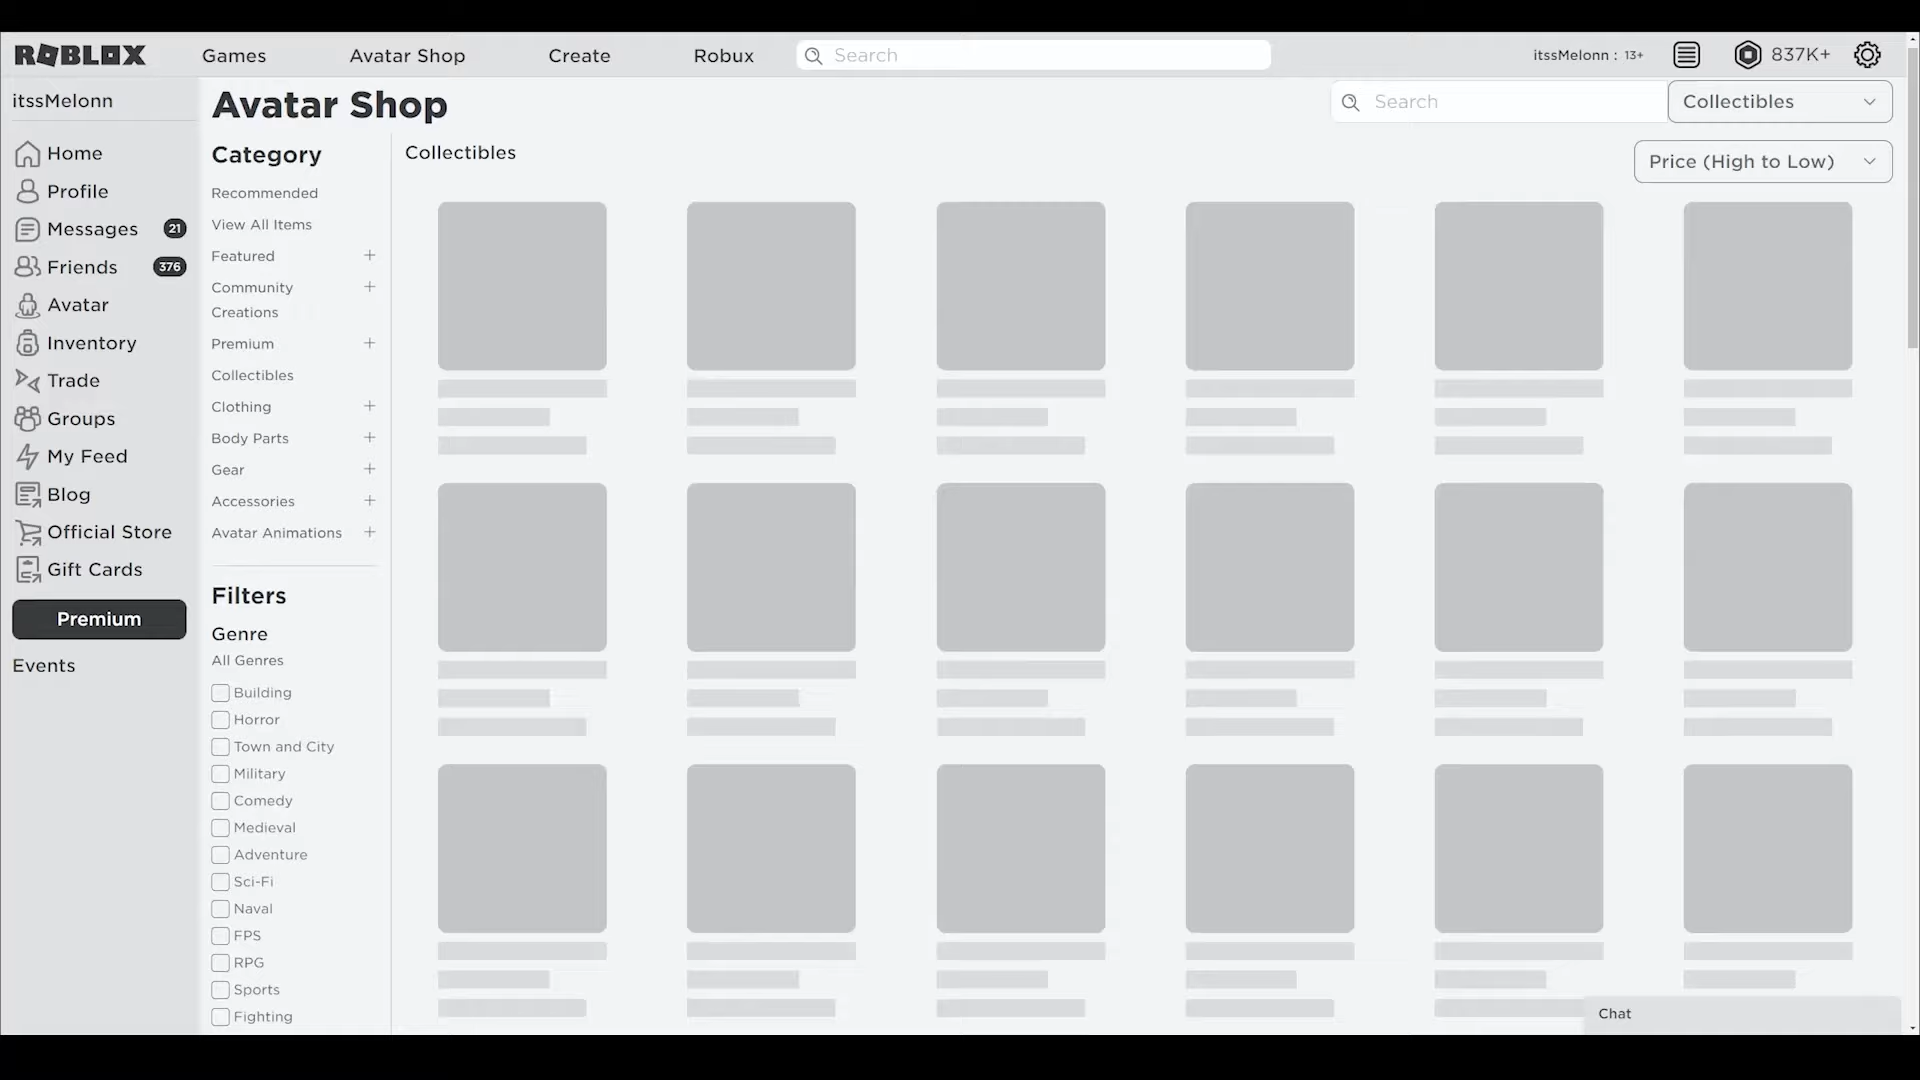 ROBLOX
Games
Avatar Shop
Create
Robux
Search
itssMelonn : 13+
837K+
itssMelonn
Home
Profile
Messages 21
Friends 376
Avatar
Inventory
Trade
Groups
My Feed
Blog
Official Store
Gift Cards
Premium
Events
Avatar Shop
Search
Collectibles
Category
Recommended
View All Items
Featured +
Community +
Creations
Premium +
Collectibles
Clothing +
Body Parts +
Gear +
Accessories +
Avatar Animations +
Filters
Genre
All Genres
Building
Horror
Town and City
Military
Comedy
Medieval
Adventure
Sci-Fi
Naval
FPS
RPG
Sports
Fighting
Collectibles
Price (High to Low)
Chat